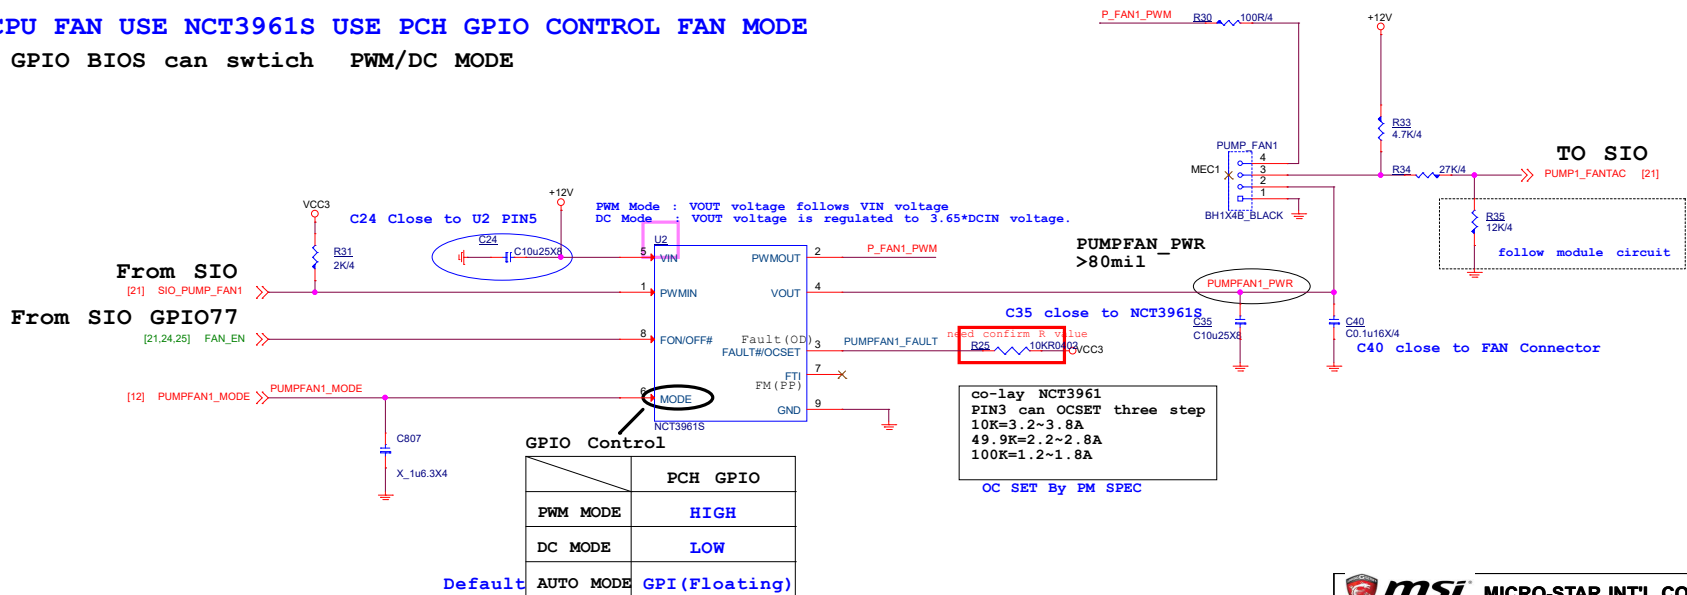 CPU FAN USE NCT3961S USE PCH GPIO CONTROL FAN MODE
GPIO BIOS can swtich PWM/DC MODE
P_FAN1_PWM
R30
100R/4
+12V
R33
4.7K/4
PUMP_FAN1
4
3
2
1
MEC1
BH1X4B_BLACK
R34
27K/4
TO SIO
PUMP1_FANTAC [21]
R35
12K/4
follow module circuit
VCC3
R31
2K/4
C24 Close to U2 PIN5
+12V
C24
C10u25X8
PWM Mode : VOUT voltage follows VIN voltage
DC Mode : VOUT voltage is regulated to 3.65*DCIN voltage.
U2
5
VIN
PWMOUT
2
P_FAN1_PWM
PUMPFAN_PWR
>80mil
From SIO
[21] SIO_PUMP_FAN1
1
PWMIN
VOUT
4
PUMPFAN1_PWR
From SIO GPIO77
[21,24,25] FAN_EN
8
FON/OFF#
Fault(OD)
FAULT#/OCSET
3
PUMPFAN1_FAULT
C35 close to NCT3961S
need confirm R value
R25
10KR0402
VCC3
C35
C10u25X8
C40
C0.1u16X/4
C40 close to FAN Connector
FTI
7
FM(PP)
[12] PUMPFAN1_MODE
PUMPFAN1_MODE
6
MODE
GND
9
NCT3961S
C807
X_1u6.3X4
GPIO Control
co-lay NCT3961
PIN3 can OCSET three step
10K=3.2~3.8A
49.9K=2.2~2.8A
100K=1.2~1.8A
OC SET By PM SPEC
PCH GPIO
PWM MODE HIGH
DC MODE LOW
Default AUTO MODE GPI(Floating)
msi MICRO-STAR INT'L CO